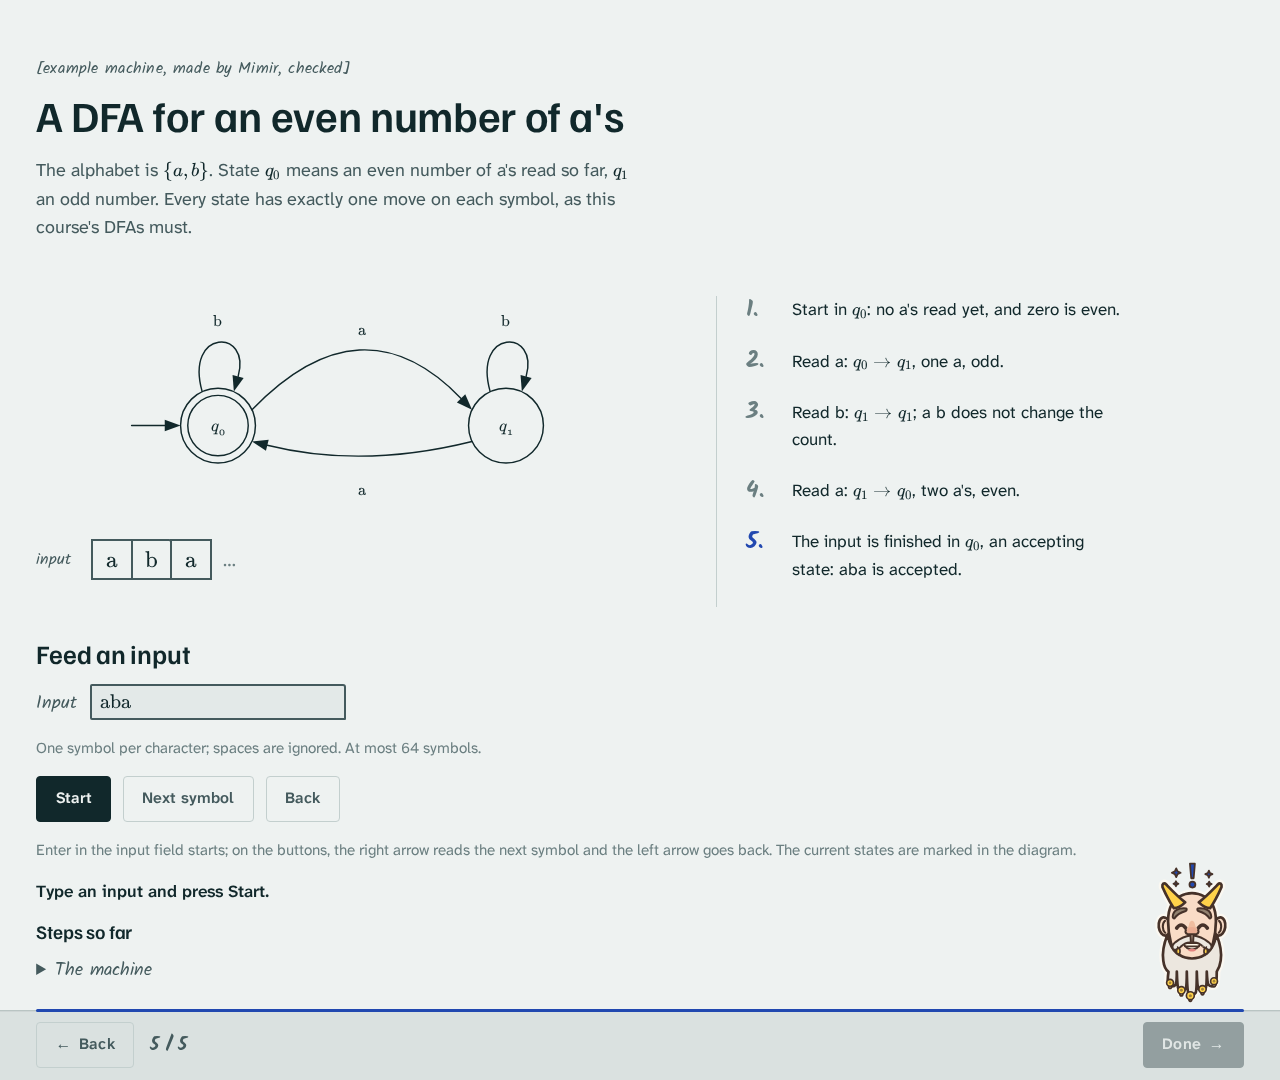 [example machine, made by Mimir, checked]
A DFA for an even number of a's
The alphabet is {a, b}. State q₀ means an even number of a's read so far, q₁
an odd number. Every state has exactly one move on each symbol, as this
course's DFAs must.
b
a
b
q₀
q₁
a
input a b a ...
1. Start in q₀: no a's read yet, and zero is even.
2. Read a: q₀ → q₁, one a, odd.
3. Read b: q₁ → q₁; a b does not change the
count.
4. Read a: q₁ → q₀, two a's, even.
5. The input is finished in q₀, an accepting
state: aba is accepted.
Feed an input
Input aba
One symbol per character; spaces are ignored. At most 64 symbols.
Start Next symbol Back
Enter in the input field starts; on the buttons, the right arrow reads the next symbol and the left arrow goes back. The current states are marked in the diagram.
Type an input and press Start.
!
Steps so far
▶ The machine
← Back 5 / 5 Done →